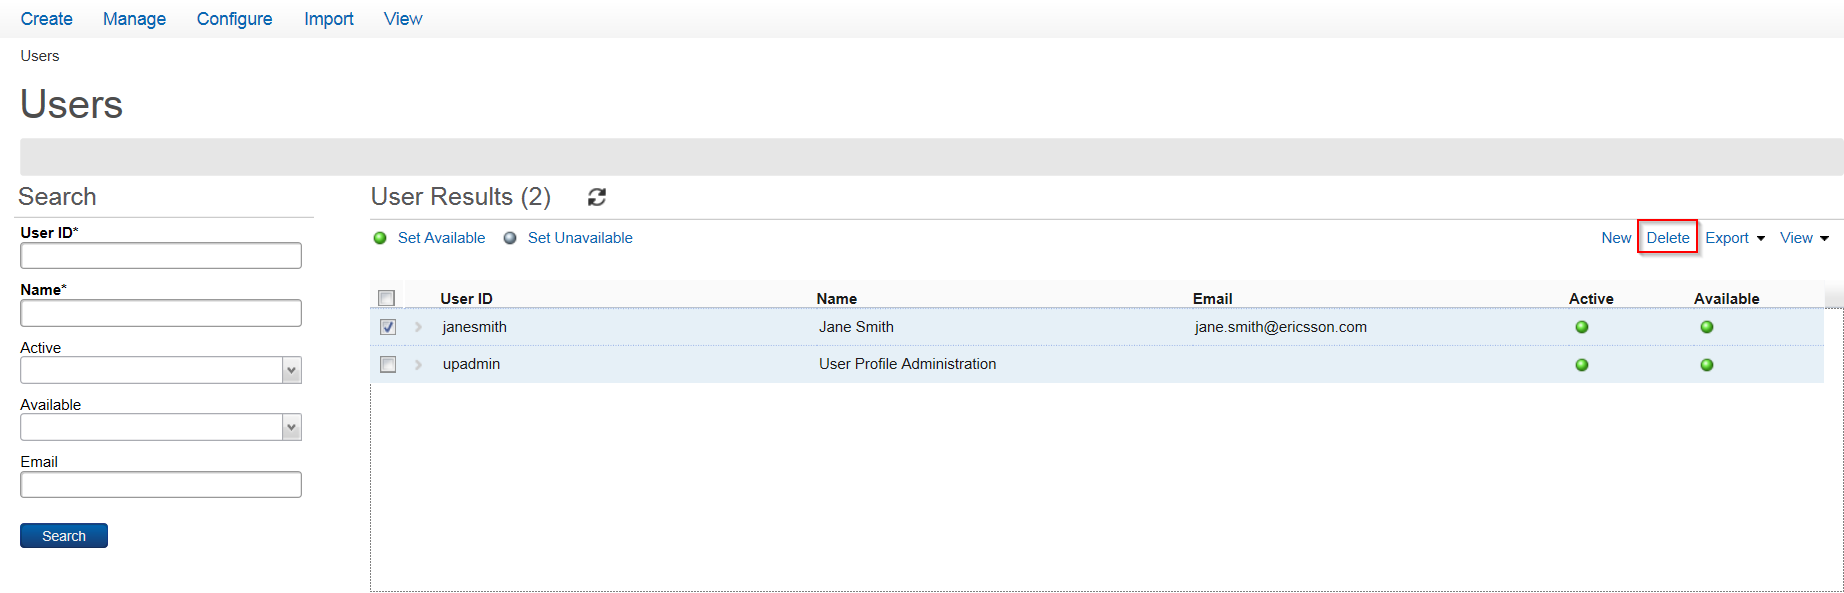 Create Manage Configure Import View
Users
Users
Search
User ID*
Name*
Active
Available
Email
Search
User Results (2)
Set Available Set Unavailable New Delete Export View
User ID Name Email Active Available
janesmith Jane Smith jane.smith@ericsson.com
upadmin User Profile Administration